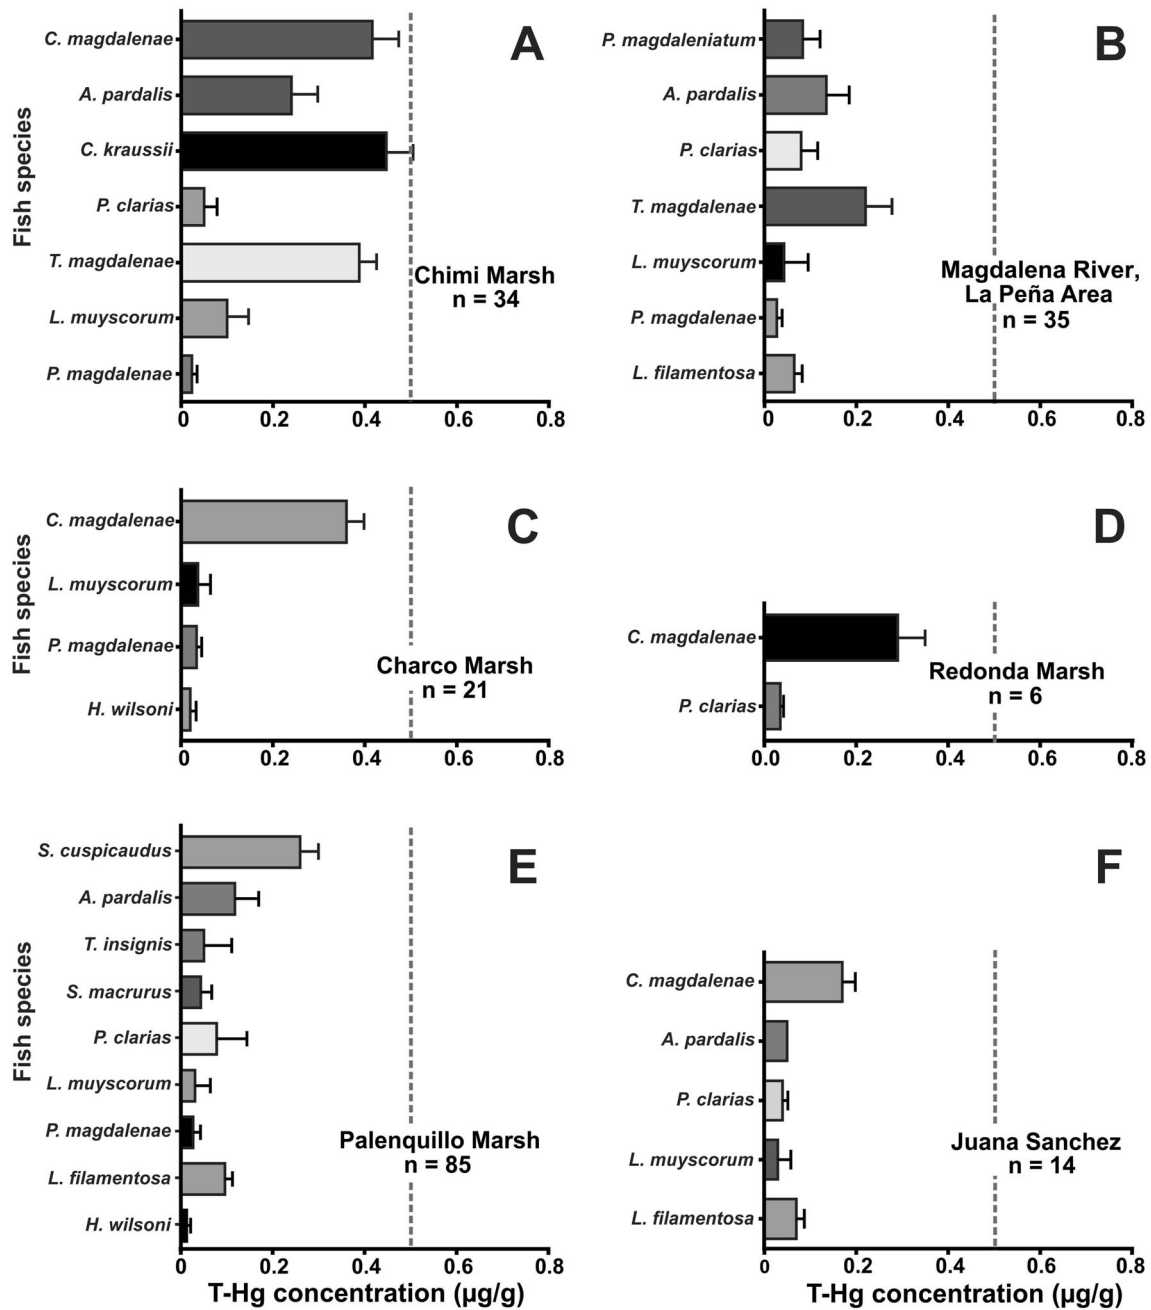 A
Fish species
C. magdalenae
A. pardalis
C. kraussii
P. clarias
T. magdalenae
L. muyscorum
P. magdalenae
Chimi Marsh
n = 34
0 0.2 0.4 0.6 0.8
B
P. magdaleniatum
A. pardalis
P. clarias
T. magdalenae
L. muyscorum
P. magdalenae
L. filamentosa
Magdalena River,
La Peña Area
n = 35
0 0.2 0.4 0.6 0.8
C
Fish species
C. magdalenae
L. muyscorum
P. magdalenae
H. wilsoni
Charco Marsh
n = 21
0 0.2 0.4 0.6 0.8
D
C. magdalenae
P. clarias
Redonda Marsh
n = 6
0.0 0.2 0.4 0.6 0.8
E
Fish species
S. cuspicaudus
A. pardalis
T. insignis
S. macrurus
P. clarias
L. muyscorum
P. magdalenae
L. filamentosa
H. wilsoni
Palenquillo Marsh
n = 85
0 0.2 0.4 0.6 0.8
T-Hg concentration (µg/g)
F
C. magdalenae
A. pardalis
P. clarias
L. muyscorum
L. filamentosa
Juana Sanchez
n = 14
0 0.2 0.4 0.6 0.8
T-Hg concentration (µg/g)